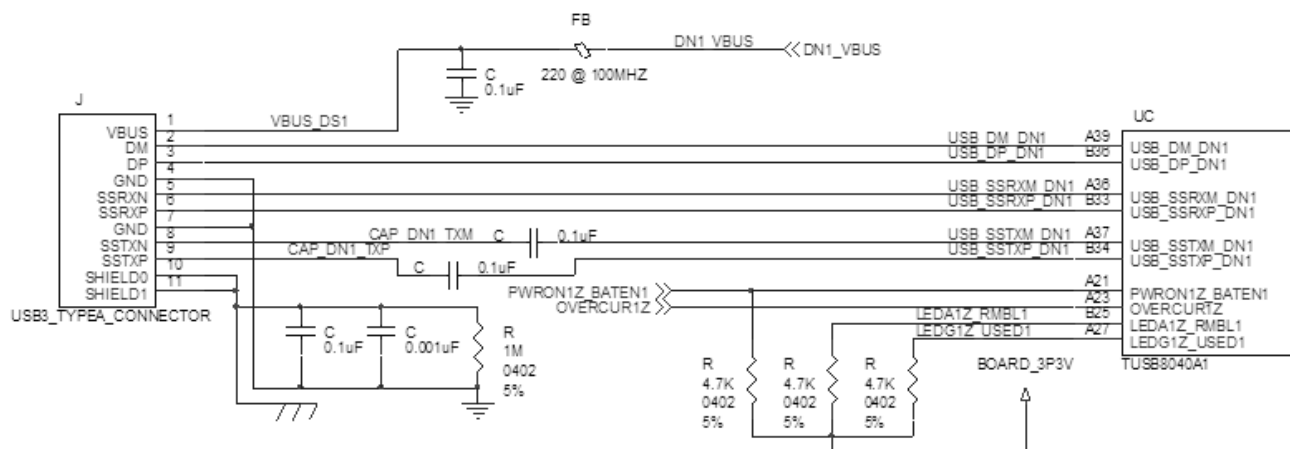 FB
DN1_VBUS
DN1_VBUS
C
0.1uF
220 @ 100MHZ
J
UC
VBUS 1
VBUS_DS1
DM 2
DP 3
GND 4
SSRXN 5
SSRXP 6
GND 7
SSTXN 8
SSTXP 9
SHIELD0 10
SHIELD1 11
USB3_TYPEA_CONNECTOR
USB_DM_DN1 A39 USB_DM_DN1
USB_DP_DN1 B36 USB_DP_DN1
USB_SSRXM_DN1 A36 USB_SSRXM_DN1
USB_SSRXP_DN1 B33 USB_SSRXP_DN1
CAP_DN1_TXM C 0.1uF USB_SSTXM_DN1 A37 USB_SSTXM_DN1
CAP_DN1_TXP C 0.1uF USB_SSTXP_DN1 B34 USB_SSTXP_DN1
PWRON1Z_BATEN1 A21 PWRON1Z_BATEN1
OVERCUR1Z A23 OVERCUR1Z
LEDA1Z_RMBL1 B25 LEDA1Z_RMBL1
LEDG1Z_USED1 A27 LEDG1Z_USED1
TUSB8040A1
BOARD_3P3V
C
0.1uF
C
0.001uF
R
1M
0402
5%
R
4.7K
0402
5%
R
4.7K
0402
5%
R
4.7K
0402
5%